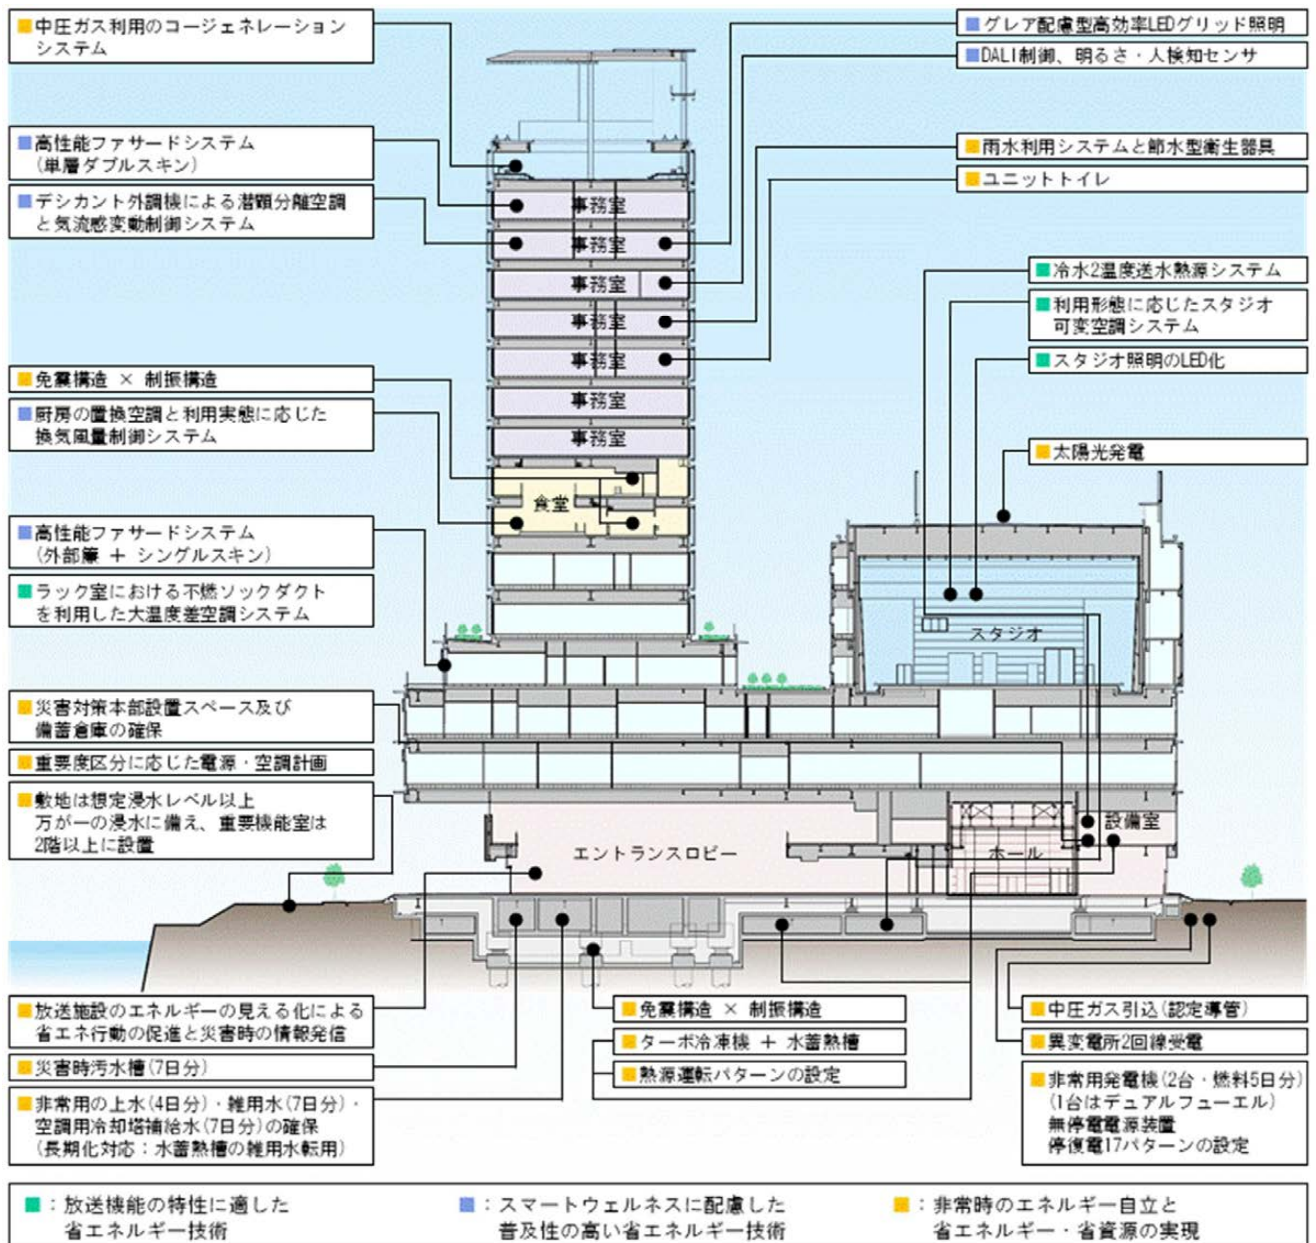 ■中圧ガス利用のコージェネレーション
システム
■高性能ファサードシステム
(単層ダブルスキン)
■デシカント外調機による潜顕分離空調
と気流感変動制御システム
■免震構造 × 制振構造
■厨房の置換空調と利用実態に応じた
換気風量制御システム
■高性能ファサードシステム
(外部簾 + シングルスキン)
■ラック室における不燃ソックダクト
を利用した大温度差空調システム
■災害対策本部設置スペース及び
備蓄倉庫の確保
■重要度区分に応じた電源・空調計画
■敷地は想定浸水レベル以上
万が一の浸水に備え、重要機能室は
2階以上に設置
■放送施設のエネルギーの見える化による
省エネ行動の促進と災害時の情報発信
■災害時汚水槽(7日分)
■非常用の上水(4日分)・雑用水(7日分)・
空調用冷却塔補給水(7日分)の確保
(長期化対応：水蓄熱槽の雑用水転用)
事務室
事務室
事務室
事務室
事務室
事務室
事務室
食堂
スタジオ
エントランスロビー
ホール
設備室
■グレア配慮型高効率LEDグリッド照明
■DALI制御、明るさ・人検知センサ
■雨水利用システムと節水型衛生器具
■ユニットトイレ
■冷水2温度送水熱源システム
■利用形態に応じたスタジオ
可変空調システム
■スタジオ照明のLED化
■太陽光発電
■免震構造 × 制振構造
■ターボ冷凍機 + 水蓄熱槽
■熱源運転パターンの設定
■中圧ガス引込(認定導管)
■異変電所2回線受電
■非常用発電機(2台・燃料5日分)
(1台はデュアルフューエル)
無停電電源装置
停復電17パターンの設定
■：放送機能の特性に適した
省エネルギー技術
■：スマートウェルネスに配慮した
普及性の高い省エネルギー技術
■：非常時のエネルギー自立と
省エネルギー・省資源の実現